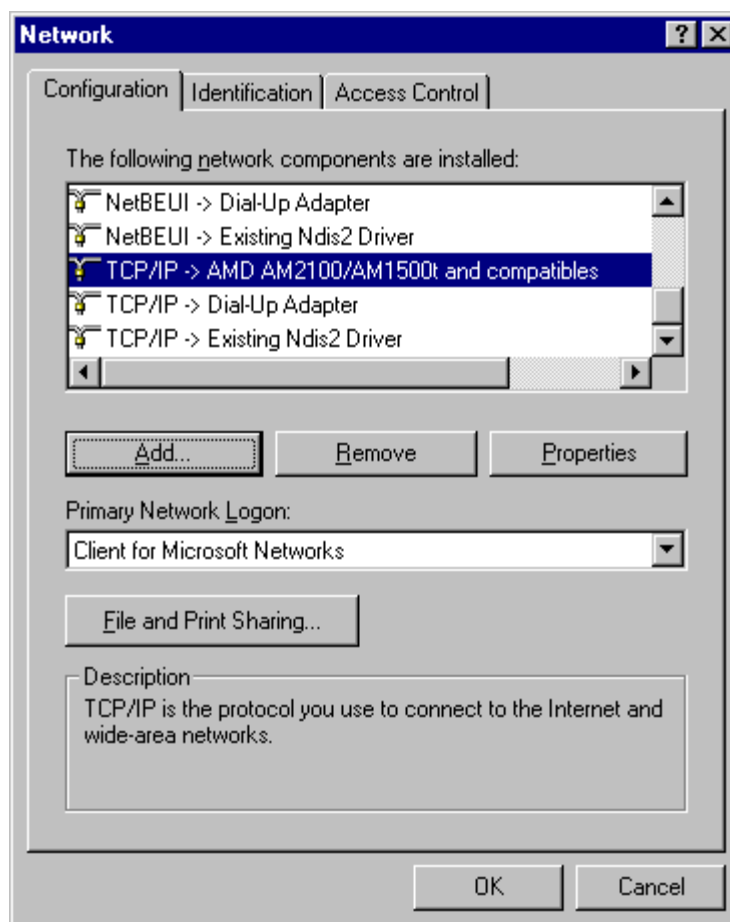 Network
Configuration Identification Access Control
The following network components are installed:
NetBEUI -> Dial-Up Adapter
NetBEUI -> Existing Ndis2 Driver
TCP/IP -> AMD AM2100/AM1500t and compatibles
TCP/IP -> Dial-Up Adapter
TCP/IP -> Existing Ndis2 Driver
Add... Remove Properties
Primary Network Logon:
Client for Microsoft Networks
File and Print Sharing...
Description
TCP/IP is the protocol you use to connect to the Internet and
wide-area networks.
OK Cancel